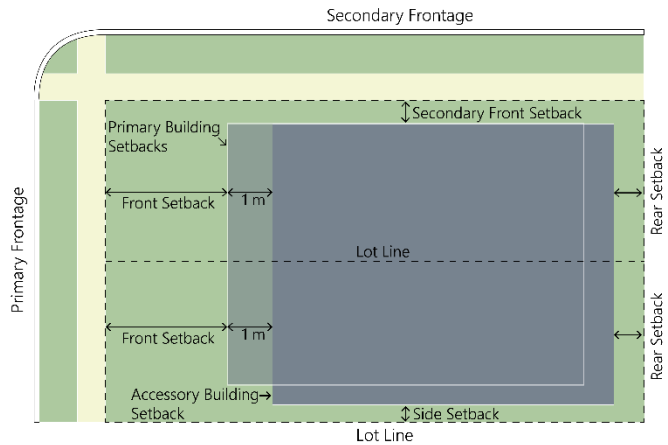 Secondary Frontage
Secondary Front Setback
Primary Building
Setbacks
Front Setback
1 m
Rear Setback
Primary Frontage
Lot Line
Front Setback
1 m
Rear Setback
Accessory Building
Setback
Side Setback
Lot Line